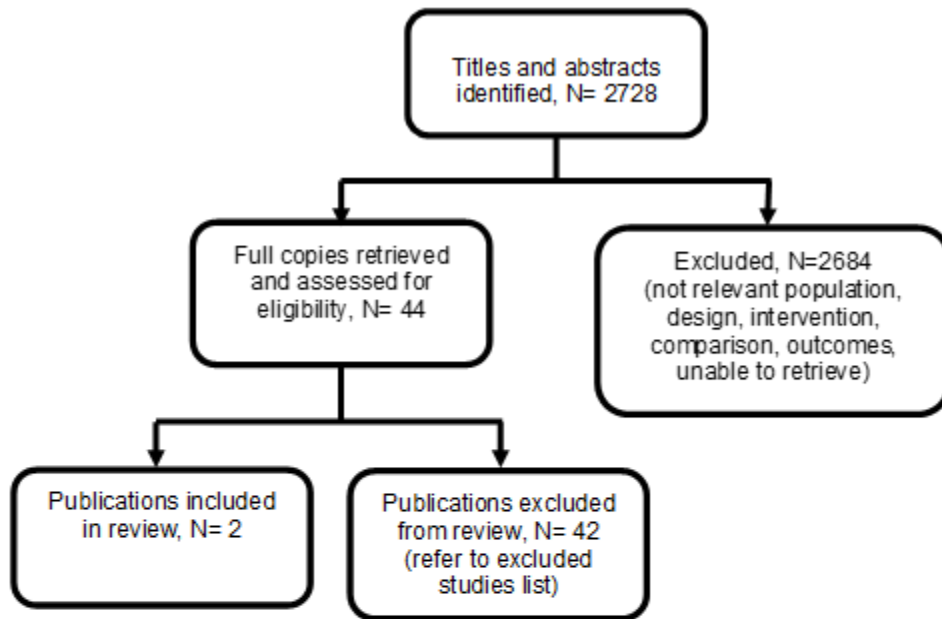 Titles and abstracts
identified, N= 2728
Full copies retrieved
and assessed for
eligibility, N= 44
Excluded, N=2684
(not relevant population,
design, intervention,
comparison, outcomes,
unable to retrieve)
Publications included
in review, N= 2
Publications excluded
from review, N= 42
(refer to excluded
studies list)